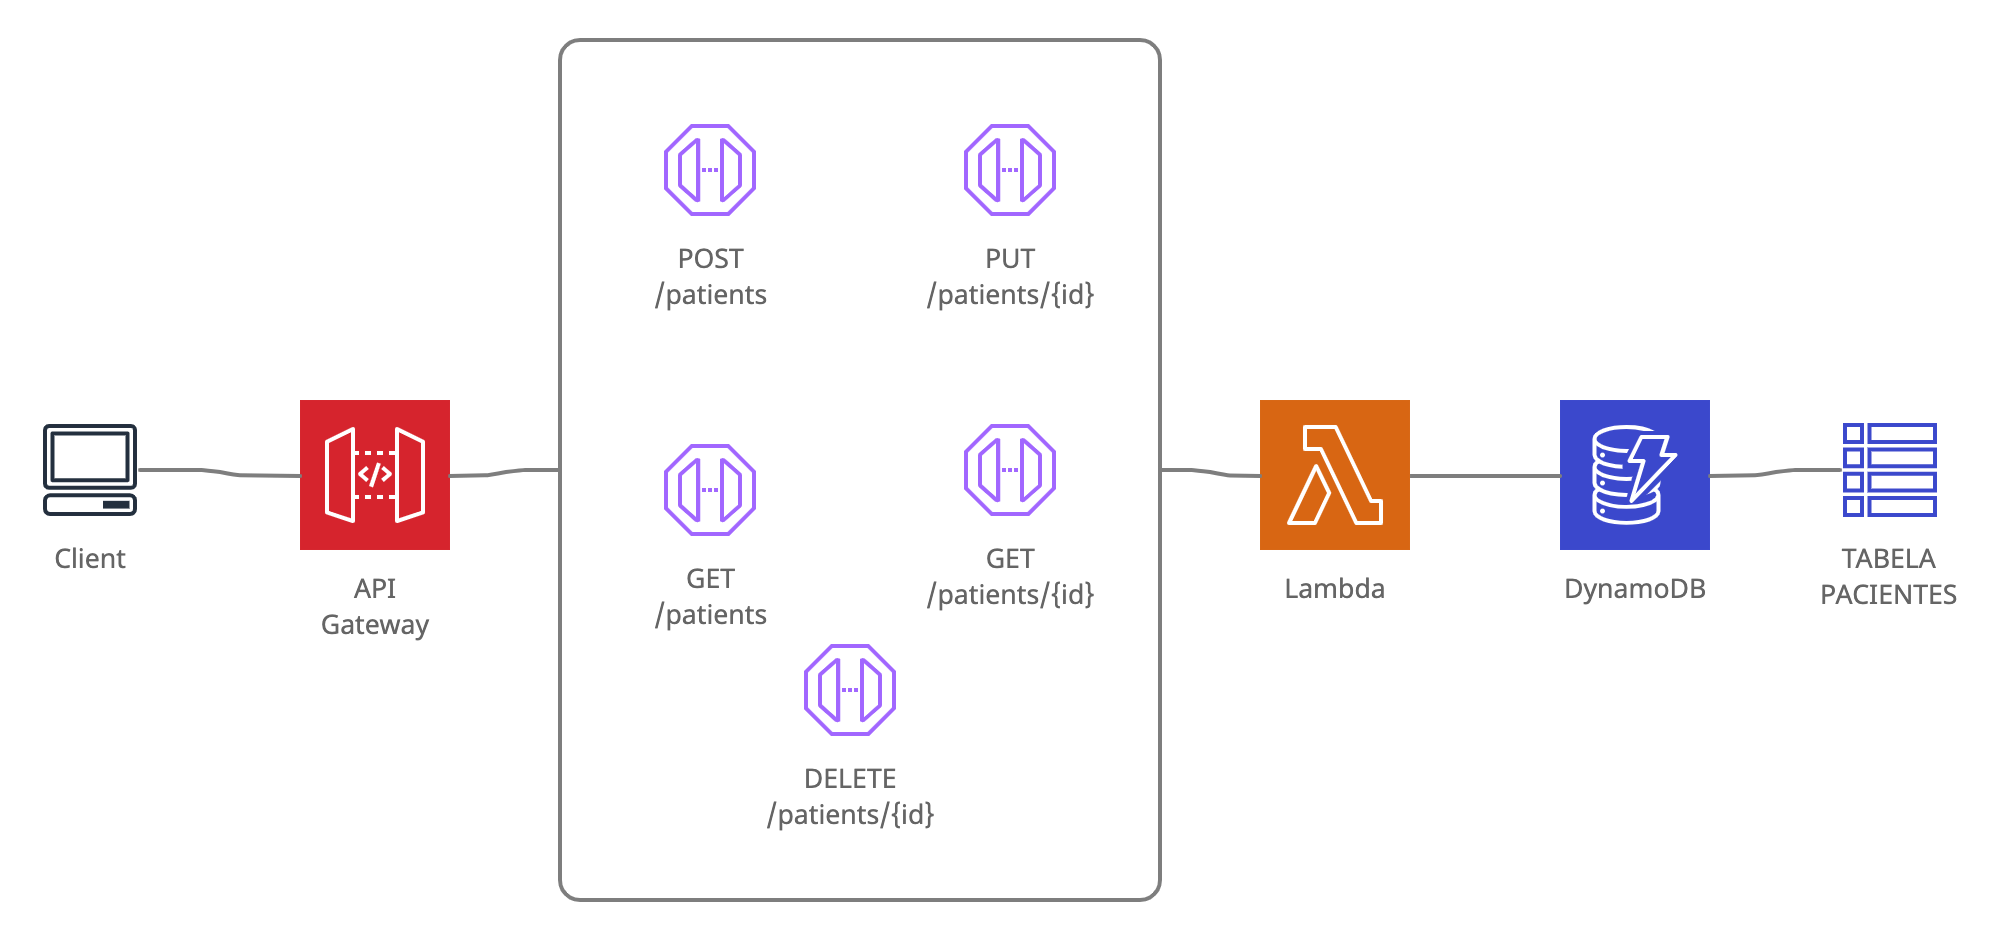 Client
API
Gateway
POST
/patients
PUT
/patients/{id}
GET
/patients
GET
/patients/{id}
DELETE
/patients/{id}
Lambda
DynamoDB
TABELA
PACIENTES